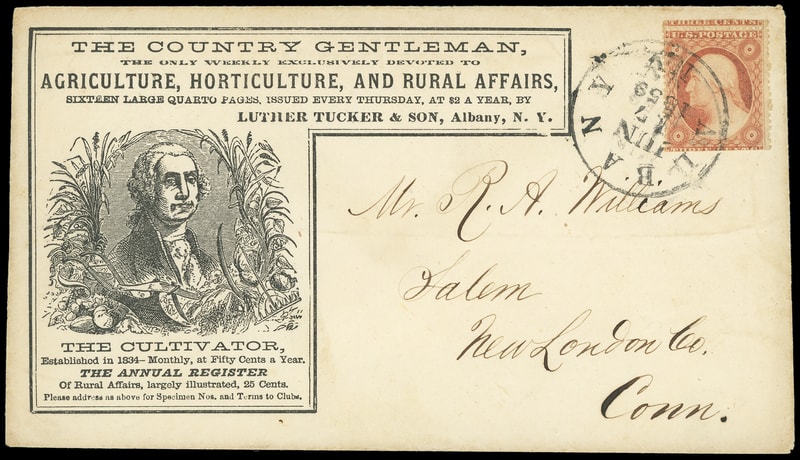 THE COUNTRY GENTLEMAN,
THE ONLY WEEKLY EXCLUSIVELY DEVOTED TO
AGRICULTURE, HORTICULTURE, AND RURAL AFFAIRS,
SIXTEEN LARGE QUARTO PAGES, ISSUED EVERY THURSDAY, AT $2 A YEAR, BY
LUTHER TUCKER & SON, Albany, N. Y.
THREE CENTS
U.S. POSTAGE
ALBANY N.Y.
JUN
Mr. R. A. Williams
Salem
New London Co.
Conn.
THE CULTIVATOR,
Established in 1834—Monthly, at Fifty Cents a Year.
THE ANNUAL REGISTER
Of Rural Affairs, largely illustrated, 25 Cents.
Please address as above for Specimen Nos. and Terms to Clubs.